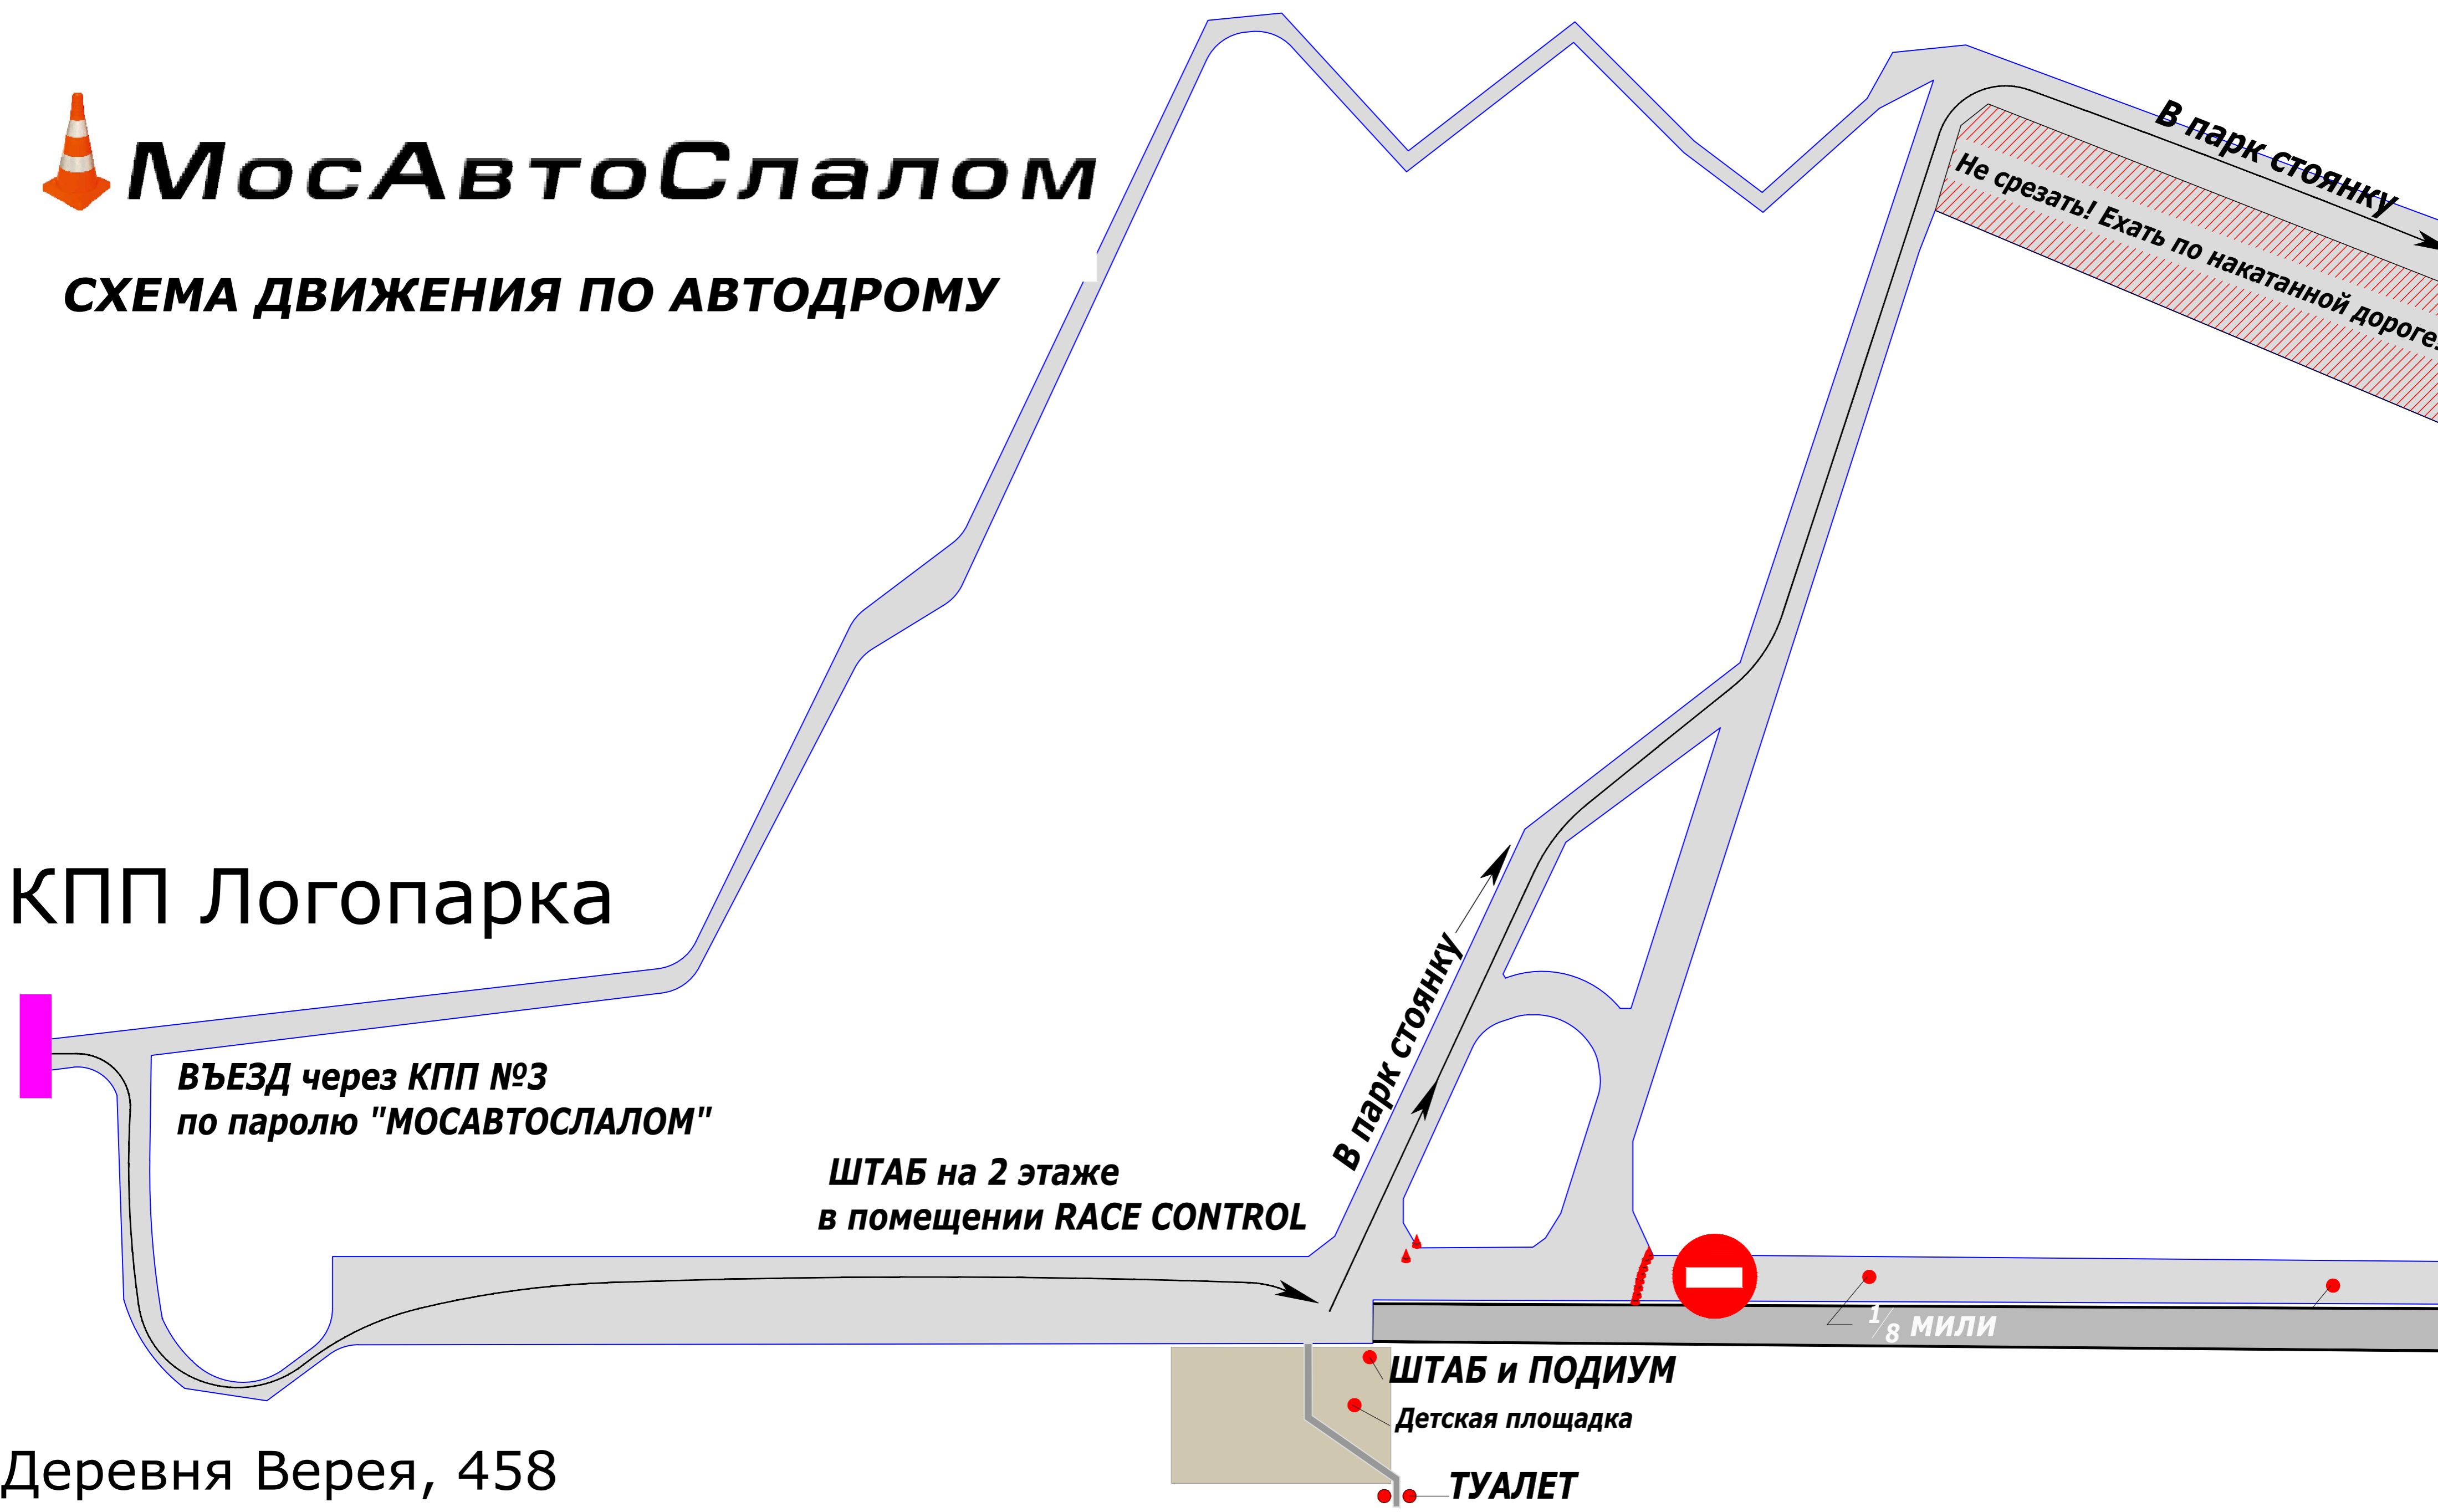 МосАвтоСлалом
СХЕМА ДВИЖЕНИЯ ПО АВТОДРОМУ
В парк стоянку
Не срезать! Ехать по накатанной дороге.
КПП Логопарка
ВЪЕЗД через КПП №3
по паролю "МОСАВТОСЛАЛОМ"
В парк стоянку
ШТАБ на 2 этаже
в помещении RACE CONTROL
1/8 МИЛИ
ШТАБ и ПОДИУМ
Детская площадка
ТУАЛЕТ
Деревня Верея, 458